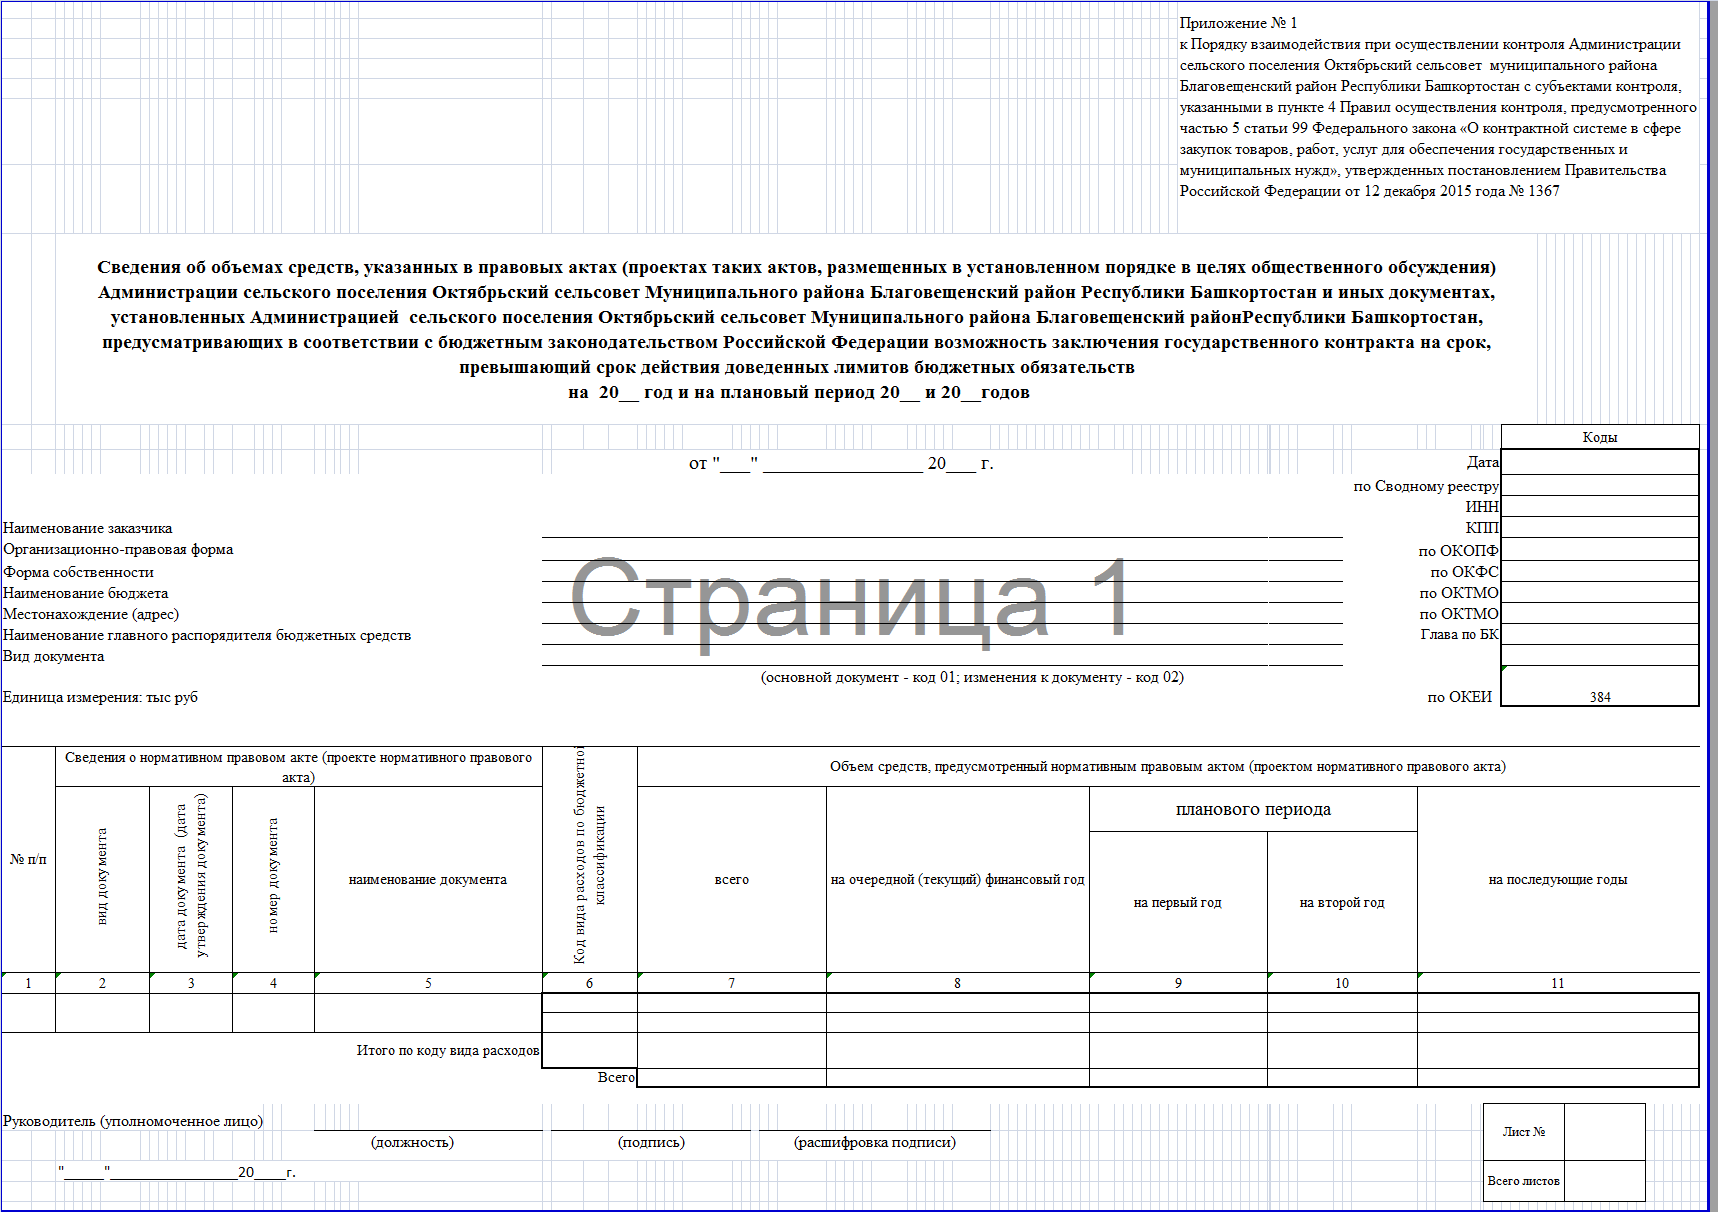 Приложение № 1
к Порядку взаимодействия при осуществлении контроля Администрации
сельского поселения Октябрьский сельсовет  муниципального района
Благовещенский район Республики Башкортостан с субъектами контроля,
указанными в пункте 4 Правил осуществления контроля, предусмотренного
частью 5 статьи 99 Федерального закона «О контрактной системе в сфере
закупок товаров, работ, услуг для обеспечения государственных и
муниципальных нужд», утвержденных постановлением Правительства
Российской Федерации от 12 декабря 2015 года № 1367
Сведения об объемах средств, указанных в правовых актах (проектах таких актов, размещенных в установленном порядке в целях общественного обсуждения)
Администрации сельского поселения Октябрьский сельсовет Муниципального района Благовещенский район Республики Башкортостан и иных документах,
установленных Администрацией  сельского поселения Октябрьский сельсовет Муниципального района Благовещенский районРеспублики Башкортостан,
предусматривающих в соответствии с бюджетным законодательством Российской Федерации возможность заключения государственного контракта на срок,
превышающий срок действия доведенных лимитов бюджетных обязательств
на  20__ год и на плановый период 20__ и 20__годов
Коды
от "___" ________________ 20___ г.
Дата
по Сводному реестру
ИНН
Наименование заказчика
КПП
Организационно-правовая форма
по ОКОПФ
Форма собственности
по ОКФС
Наименование бюджета
по ОКТМО
Местонахождение (адрес)
по ОКТМО
Наименование главного распорядителя бюджетных средств
Глава по БК
Вид документа
Страница 1
(основной документ - код 01; изменения к документу - код 02)
Единица измерения: тыс руб
по ОКЕИ
384
№ п/п
Сведения о нормативном правовом акте (проекте нормативного правового
акта)
вид документа
дата документа  (дата
утверждения документа)
номер документа
наименование документа
Код вида расходов по бюджетной
классификации
Объем средств, предусмотренный нормативным правовым актом (проектом нормативного правового акта)
всего
на очередной (текущий) финансовый год
планового периода
на первый год
на второй год
на последующие годы
1 2 3 4 5 6 7 8 9 10 11
Итого по коду вида расходов
Всего
Руководитель (уполномоченное лицо)
(должность)
(подпись)
(расшифровка подписи)
"_____"________________20____г.
Лист №
Всего листов